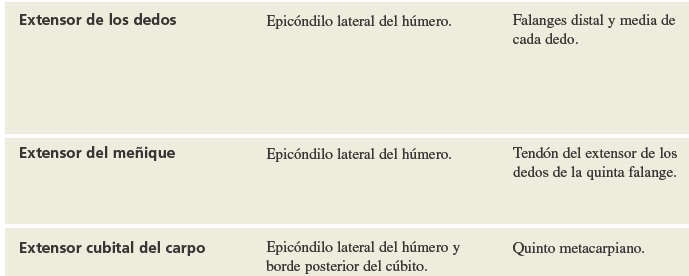 Extensor de los dedos
Epicóndilo lateral del húmero.
Falanges distal y media de
cada dedo.
Extensor del meñique
Epicóndilo lateral del húmero.
Tendón del extensor de los
dedos de la quinta falange.
Extensor cubital del carpo
Epicóndilo lateral del húmero y
borde posterior del cúbito.
Quinto metacarpiano.